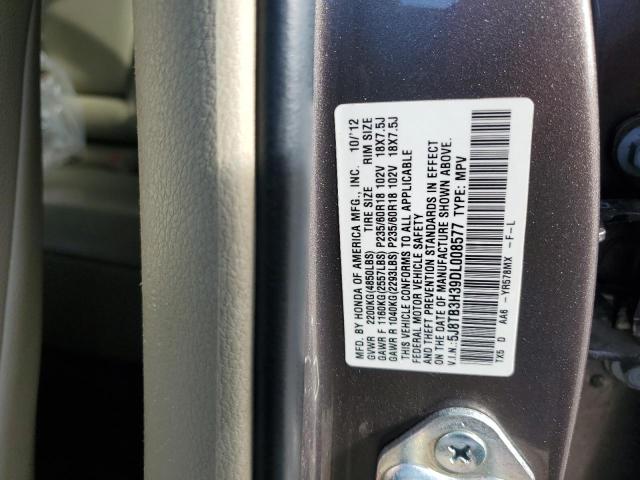 MFD. BY HONDA OF AMERICA MFG., INC. 10/'12
GVWR 2200KG(4850LBS) TIRE SIZE RIM SIZE
GAWR F 1160KG(2557LBS) P235/60R18 102V 18X7.5J
GAWR R 1040KG(2293LBS) P235/60R18 102V 18X7.5J
THIS VEHICLE CONFORMS TO ALL APPLICABLE
FEDERAL MOTOR VEHICLE SAFETY
AND THEFT PREVENTION STANDARDS IN EFFECT
ON THE DATE OF MANUFACTURE SHOWN ABOVE.
V.I.N.:5J8TB3H39DL008577 TYPE: MPV
TX5 D AA6 -YR578MX -F-L